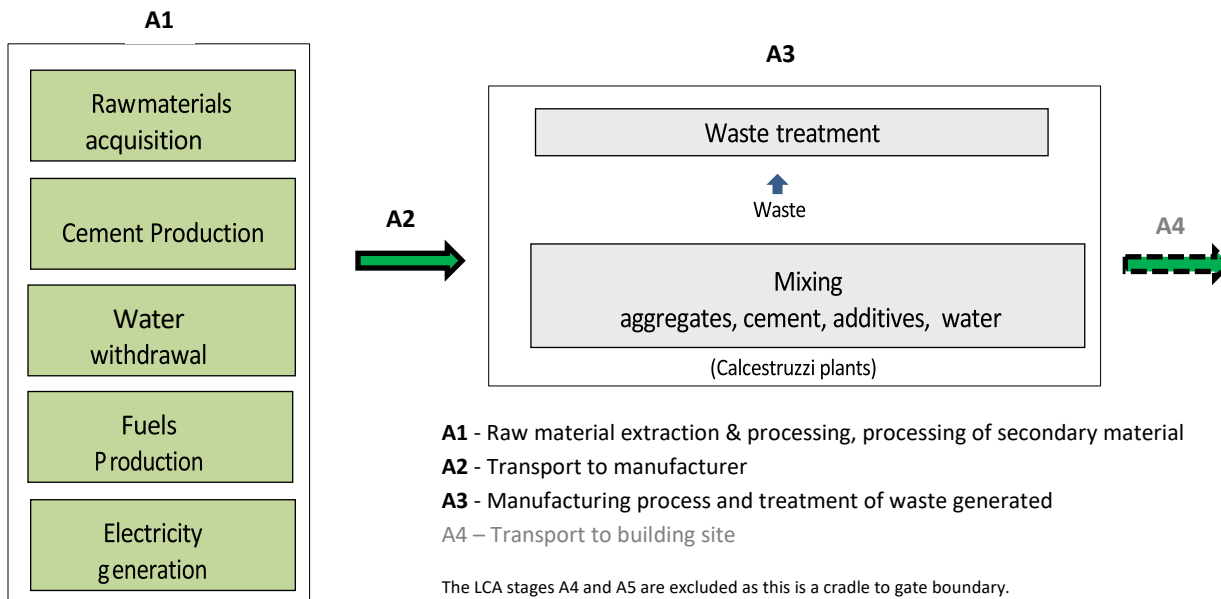 A1
Rawmaterials
acquisition
Cement Production
Water
withdrawal
Fuels
Production
Electricity
generation
A2
A3
Waste treatment
Waste
Mixing
aggregates, cement, additives, water
(Calcestruzzi plants)
A4
A1 - Raw material extraction & processing, processing of secondary material
A2 - Transport to manufacturer
A3 - Manufacturing process and treatment of waste generated
A4 – Transport to building site
The LCA stages A4 and A5 are excluded as this is a cradle to gate boundary.